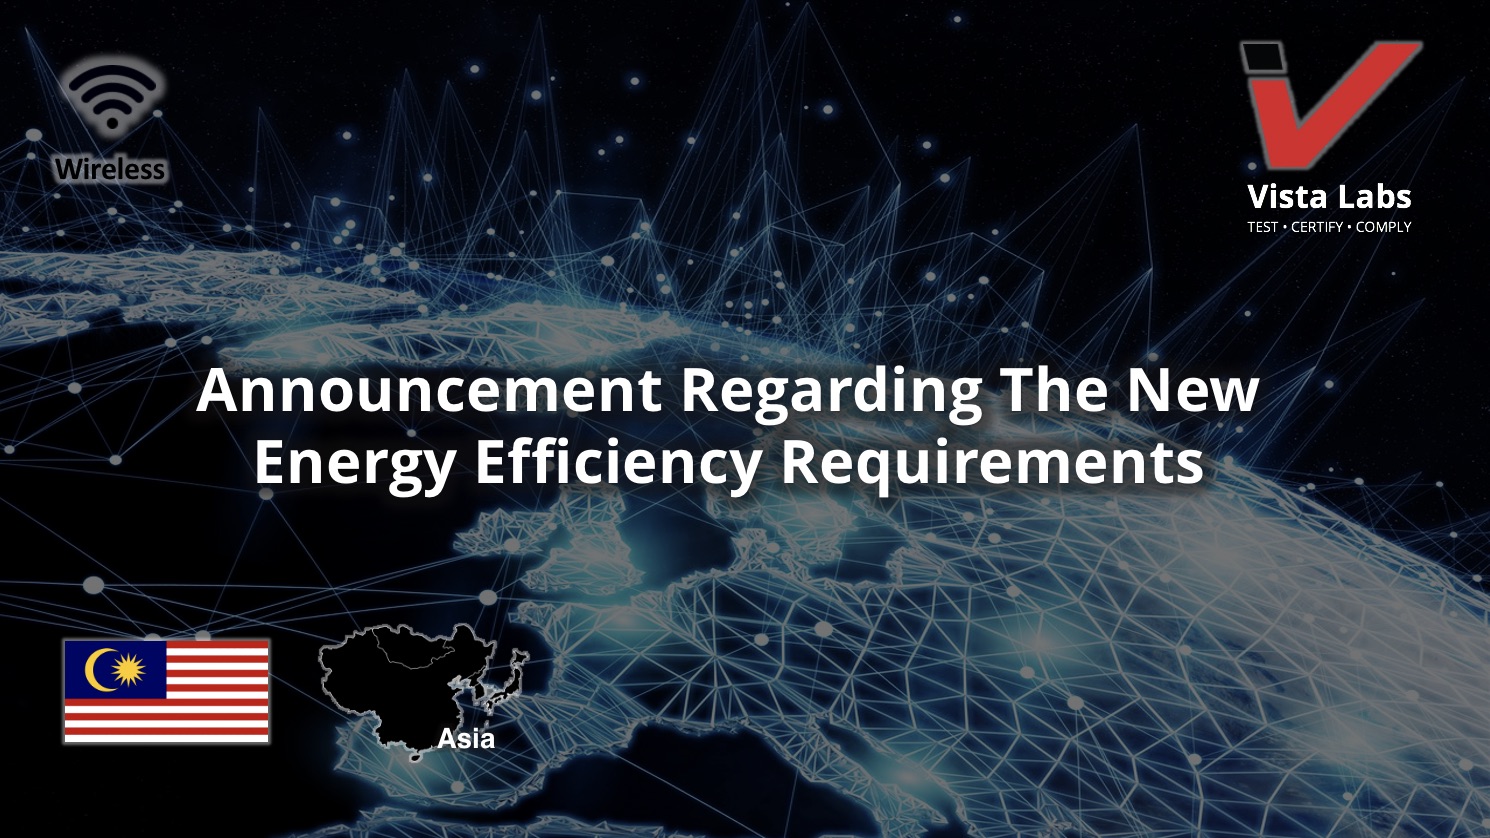 Wireless
Vista Labs
TEST • CERTIFY • COMPLY
Announcement Regarding The New
Energy Efficiency Requirements
Asia